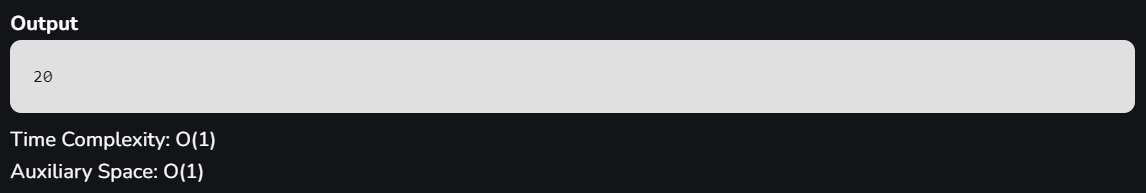 Output
20
Time Complexity: O(1)
Auxiliary Space: O(1)